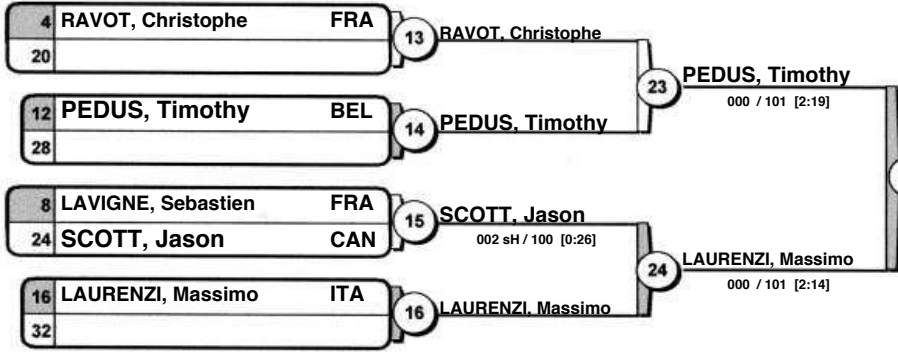 4 RAVOT, Christophe FRA
20
13 RAVOT, Christophe
12 PEDUS, Timothy BEL
28
14 PEDUS, Timothy
23 PEDUS, Timothy
000 / 101 [2:19]
8 LAVIGNE, Sebastien FRA
24 SCOTT, Jason CAN
15 SCOTT, Jason
002 sH / 100 [0:26]
16 LAURENZI, Massimo ITA
32
16 LAURENZI, Massimo
24 LAURENZI, Massimo
000 / 101 [2:14]